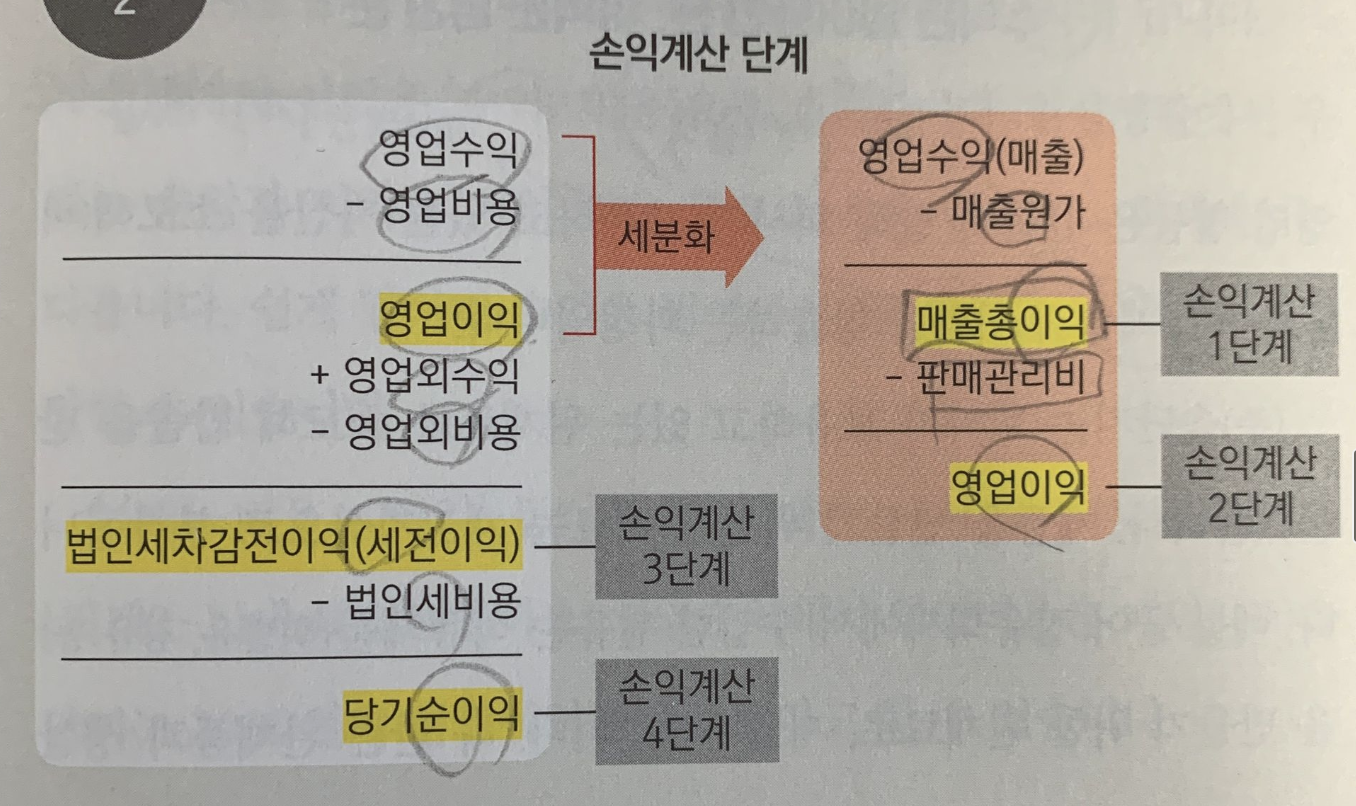 2
손익계산 단계
영업수익
- 영업비용
영업이익
+ 영업외수익
- 영업외비용
법인세차감전이익(세전이익)
- 법인세비용
당기순이익
세분화
영업수익(매출)
- 매출원가
매출총이익
- 판매관리비
영업이익
손익계산
1단계
손익계산
2단계
손익계산
3단계
손익계산
4단계